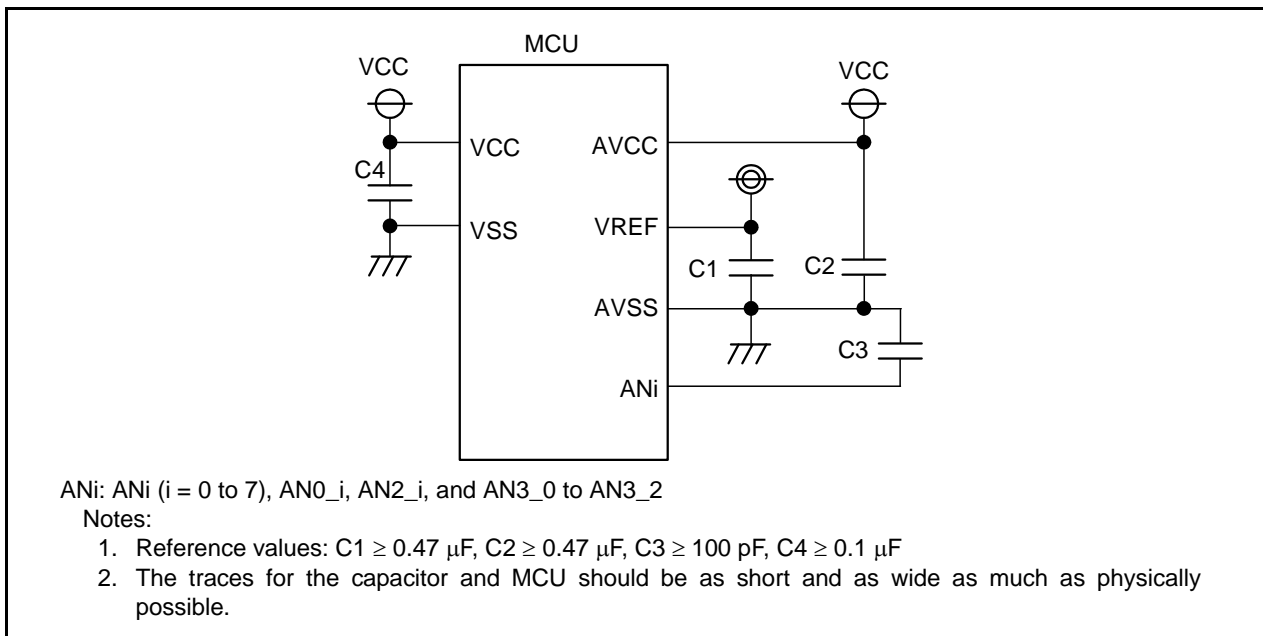 MCU
VCC
VCC
VCC
AVCC
C4
VSS
VREF
C1
C2
AVSS
C3
ANi
ANi: ANi (i = 0 to 7), AN0_i, AN2_i, and AN3_0 to AN3_2
Notes:
1. Reference values: C1 ≥ 0.47 μF, C2 ≥ 0.47 μF, C3 ≥ 100 pF, C4 ≥ 0.1 μF
2. The traces for the capacitor and MCU should be as short and as wide as much as physically
possible.